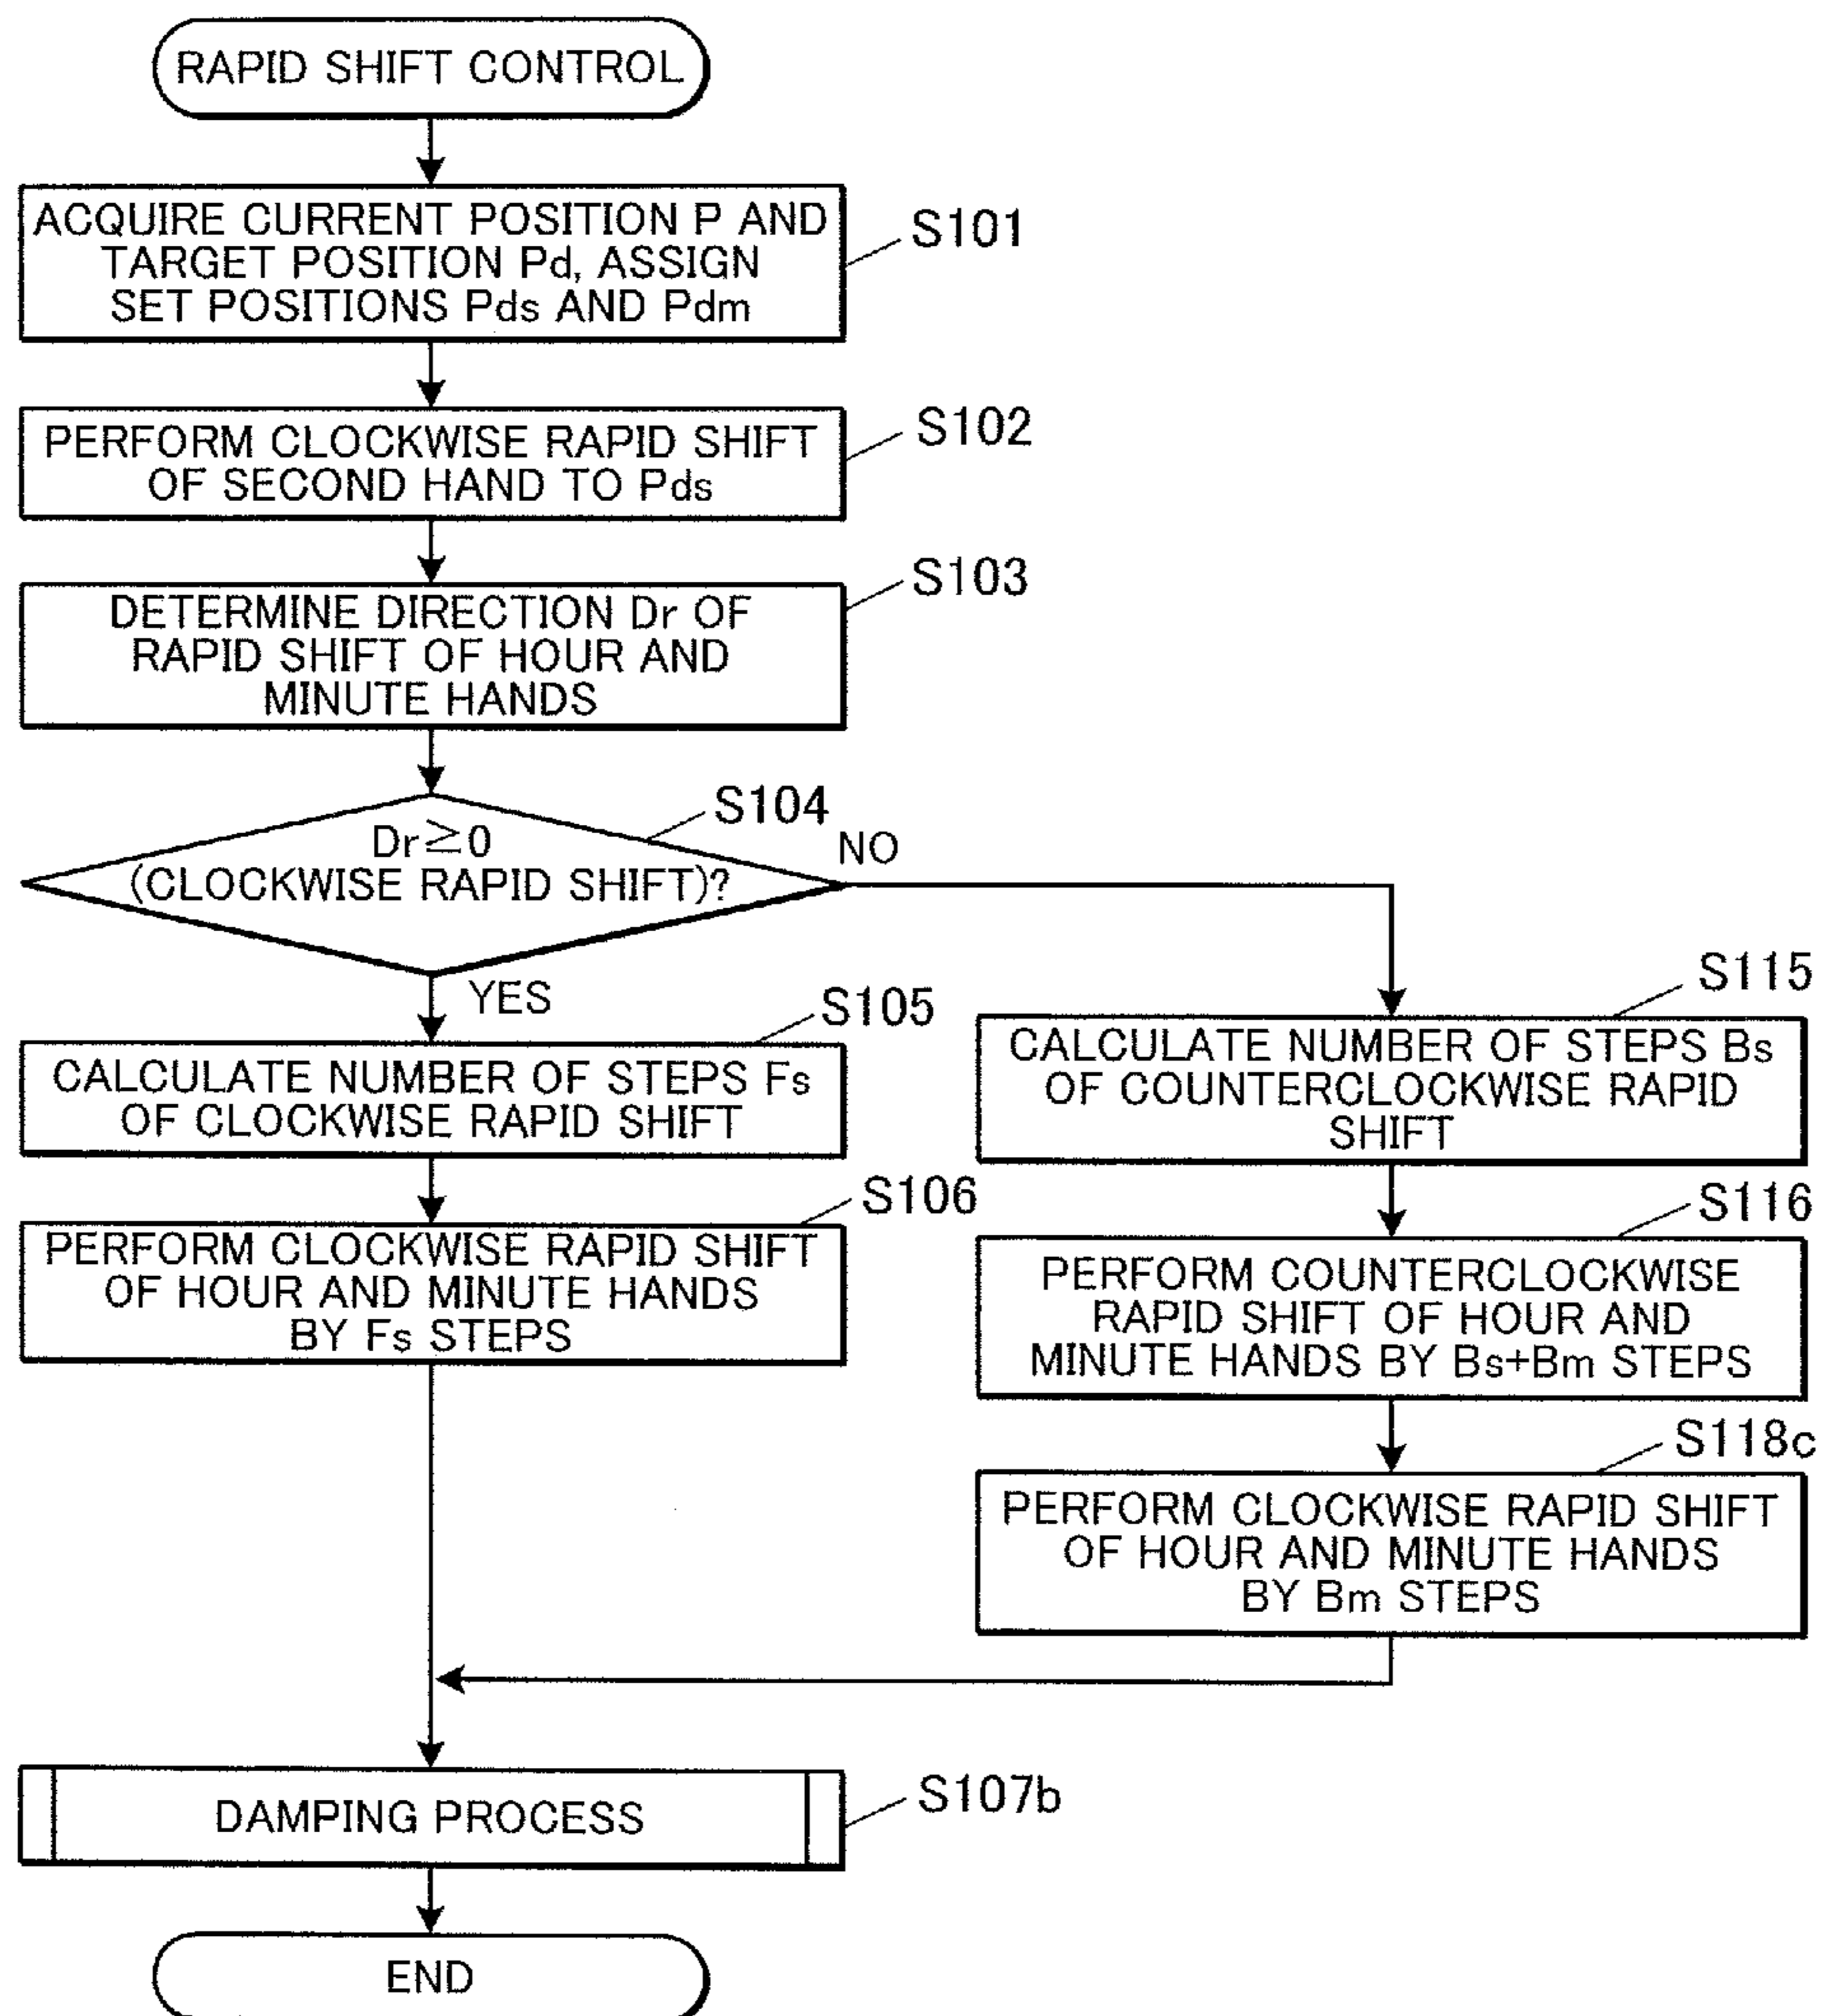 RAPID SHIFT CONTROL
ACQUIRE CURRENT POSITION P AND
TARGET POSITION Pd, ASSIGN
SET POSITIONS Pds AND Pdm
S101
PERFORM CLOCKWISE RAPID SHIFT
OF SECOND HAND TO Pds
S102
DETERMINE DIRECTION Dr OF
RAPID SHIFT OF HOUR AND
MINUTE HANDS
S103
Dr≧0
(CLOCKWISE RAPID SHIFT)?
S104
NO
YES
CALCULATE NUMBER OF STEPS Fs
OF CLOCKWISE RAPID SHIFT
S105
PERFORM CLOCKWISE RAPID SHIFT
OF HOUR AND MINUTE HANDS
BY Fs STEPS
S106
CALCULATE NUMBER OF STEPS Bs
OF COUNTERCLOCKWISE RAPID
SHIFT
S115
PERFORM COUNTERCLOCKWISE
RAPID SHIFT OF HOUR AND
MINUTE HANDS BY Bs+Bm STEPS
S116
PERFORM CLOCKWISE RAPID SHIFT
OF HOUR AND MINUTE HANDS
BY Bm STEPS
S118c
DAMPING PROCESS
S107b
END